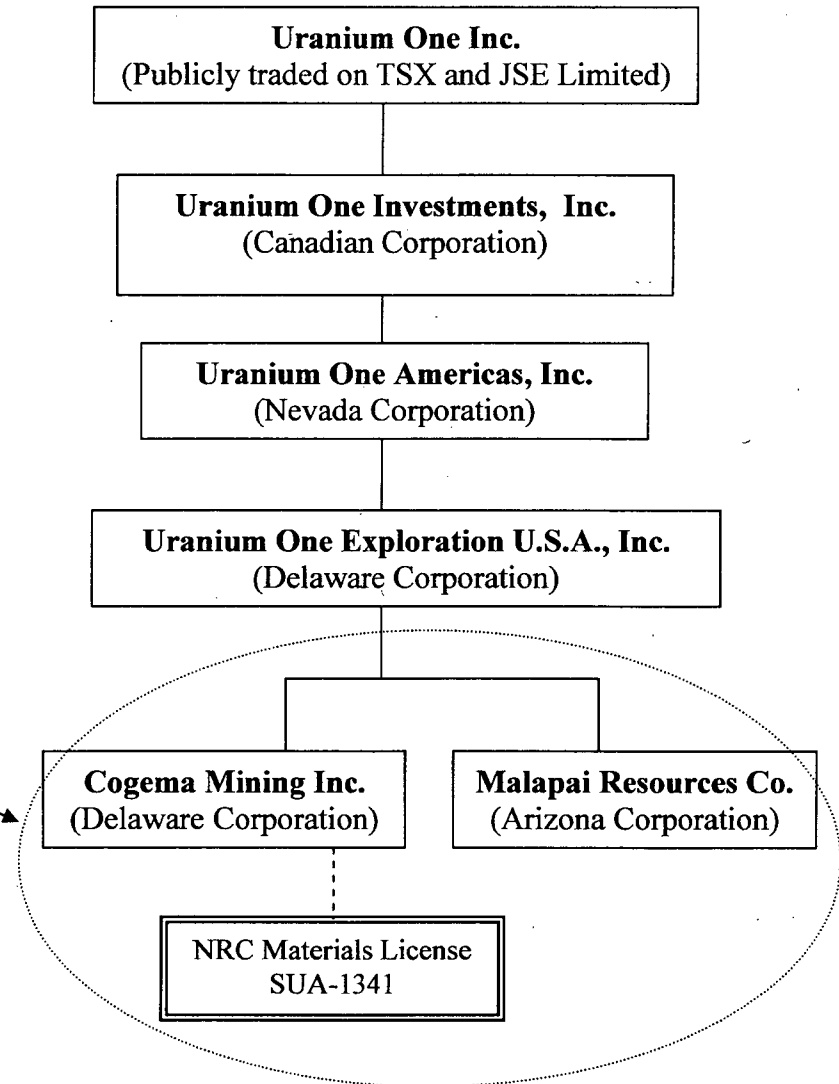 Uranium One Inc.
(Publicly traded on TSX and JSE Limited)
Uranium One Investments, Inc.
(Canadian Corporation)
Uranium One Americas, Inc.
(Nevada Corporation)
Uranium One Exploration U.S.A., Inc.
(Delaware Corporation)
Cogema Mining Inc.
(Delaware Corporation)
Malapai Resources Co.
(Arizona Corporation)
NRC Materials License
SUA-1341